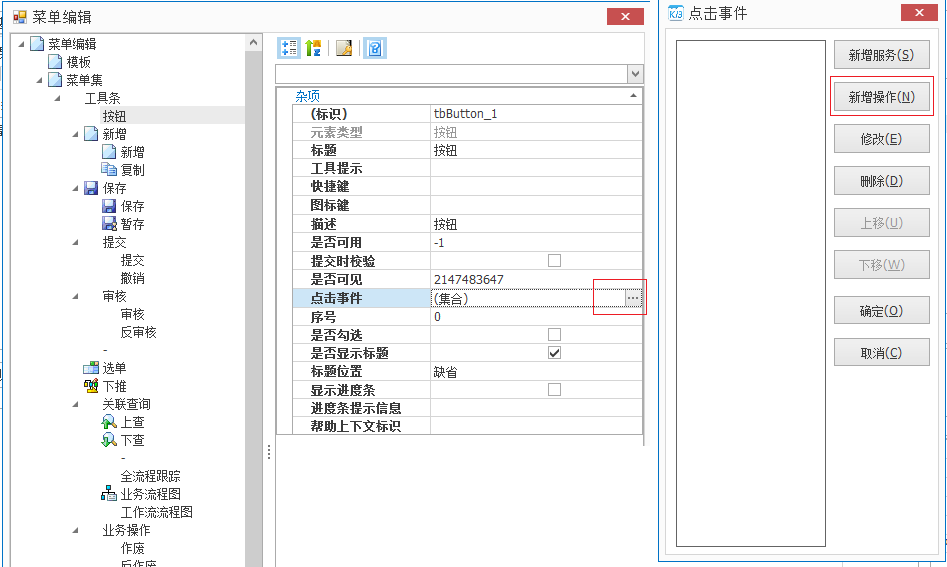 菜单编辑
菜单编辑
模板
菜单集
工具条
按钮
新增
新增
复制
保存
保存
暂存
提交
提交
撤销
审核
审核
反审核
-
选单
下推
关联查询
上查
下查
-
全流程跟踪
业务流程图
工作流流程图
业务操作
作废
反作废
杂项
(标识) tbButton_1
元素类型 按钮
标题 按钮
工具提示
快捷键
图标键
描述 按钮
是否可用 -1
提交时校验
是否可见 2147483647
点击事件 (集合) ...
序号 0
是否勾选
是否显示标题
标题位置 缺省
显示进度条
进度条提示信息
帮助上下文标识
K/3 点击事件
新增服务(S)
新增操作(N)
修改(E)
删除(D)
上移(U)
下移(W)
确定(O)
取消(C)